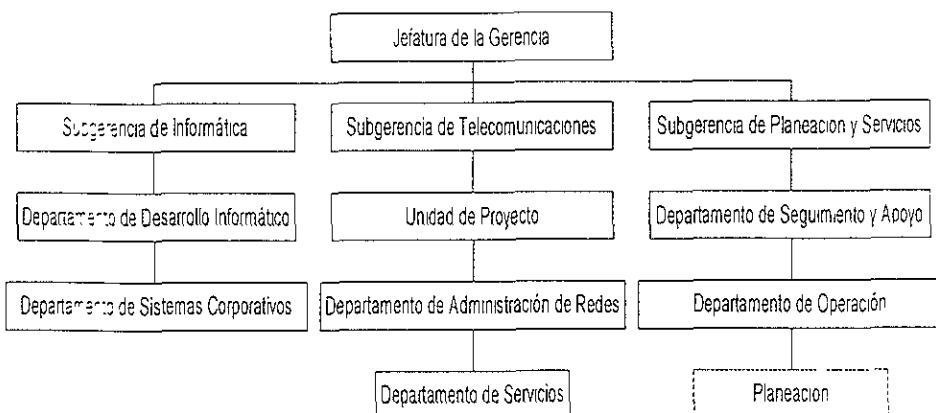 Jefatura de la Gerencia
Subgerencia de Informática
Subgerencia de Telecomunicaciones
Subgerencia de Planeacion y Servicios
Departamento de Desarrollo Informático
Unidad de Proyecto
Departamento de Seguimiento y Apoyo
Departamento de Sistemas Corporativos
Departamento de Administración de Redes
Departamento de Operación
Departamento de Servicios
Planeacion